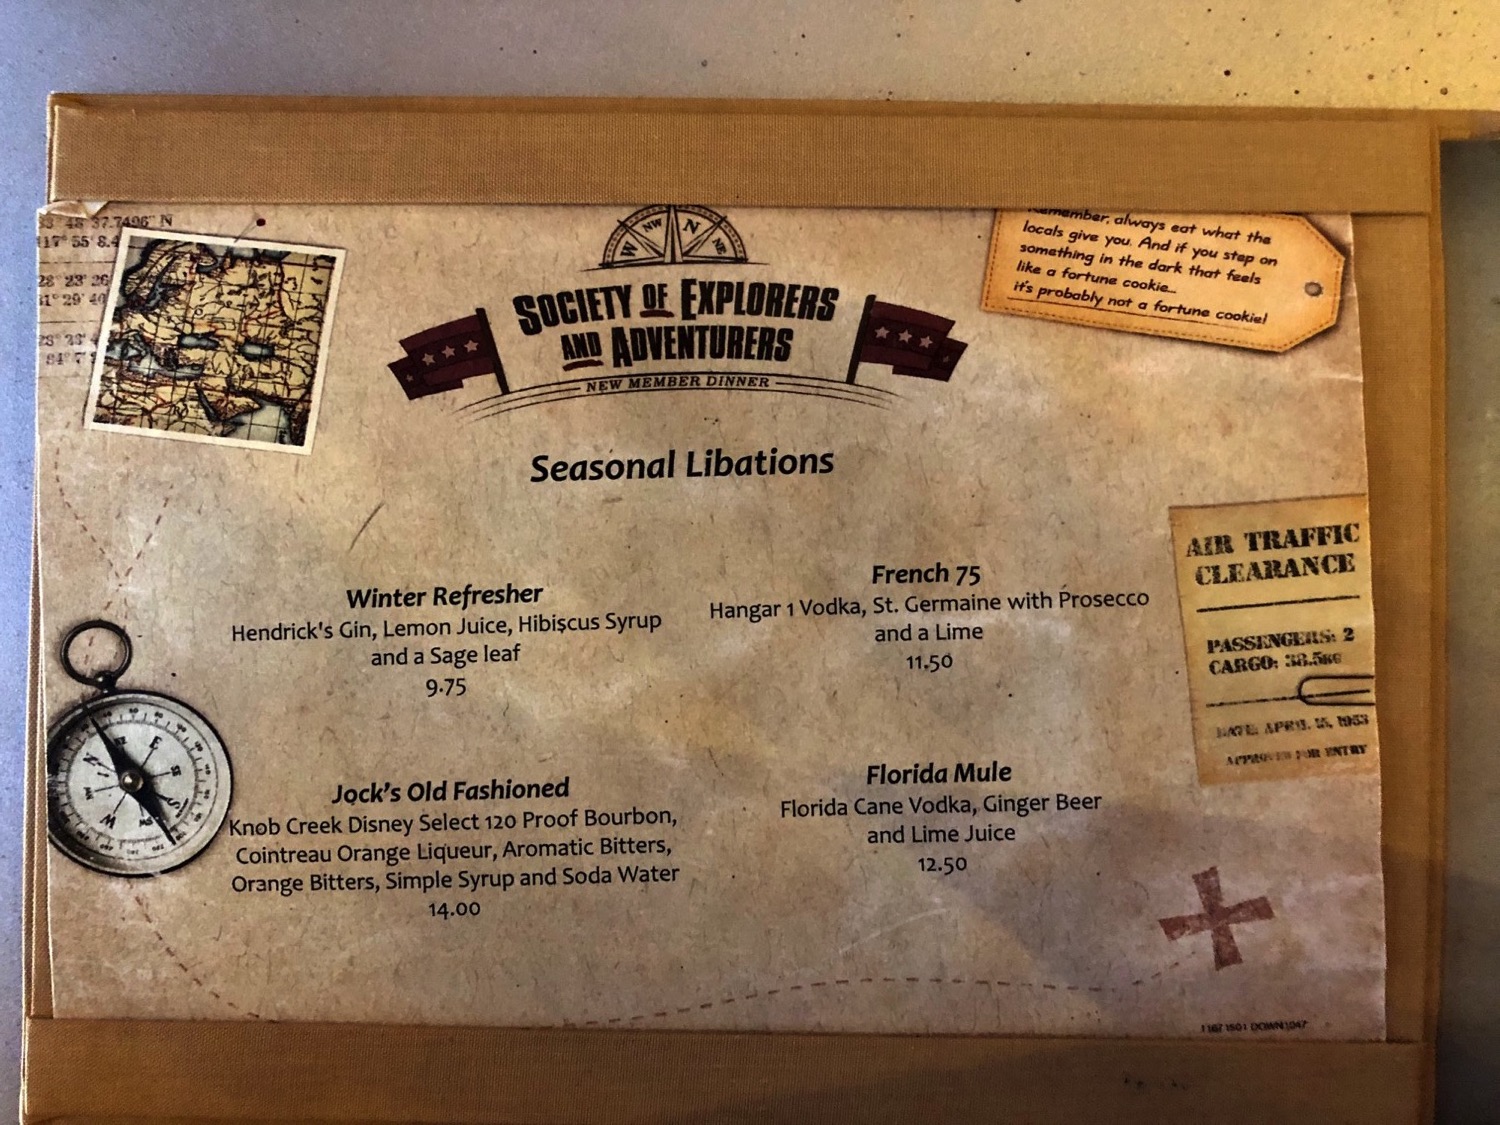 33° 48' 37.7496" N
117° 55' 8.4
28° 23' 26
81° 29' 40
28° 23'
84° 7'
W NW N NE
SOCIETY OF EXPLORERS
AND ADVENTURERS
NEW MEMBER DINNER
Remember, always eat what the
locals give you. And if you step on
something in the dark that feels
like a fortune cookie...
it's probably not a fortune cookie!
Seasonal Libations
Winter Refresher
Hendrick's Gin, Lemon Juice, Hibiscus Syrup
and a Sage leaf
9.75
French 75
Hangar 1 Vodka, St. Germaine with Prosecco
and a Lime
11.50
Jock's Old Fashioned
Knob Creek Disney Select 120 Proof Bourbon,
Cointreau Orange Liqueur, Aromatic Bitters,
Orange Bitters, Simple Syrup and Soda Water
14.00
Florida Mule
Florida Cane Vodka, Ginger Beer
and Lime Juice
12.50
AIR TRAFFIC
CLEARANCE
PASSENGERS: 2
CARGO: 38.5KG
DATE: APRIL 15, 1953
APPROVED FOR ENTRY
11671501 DOWN1047